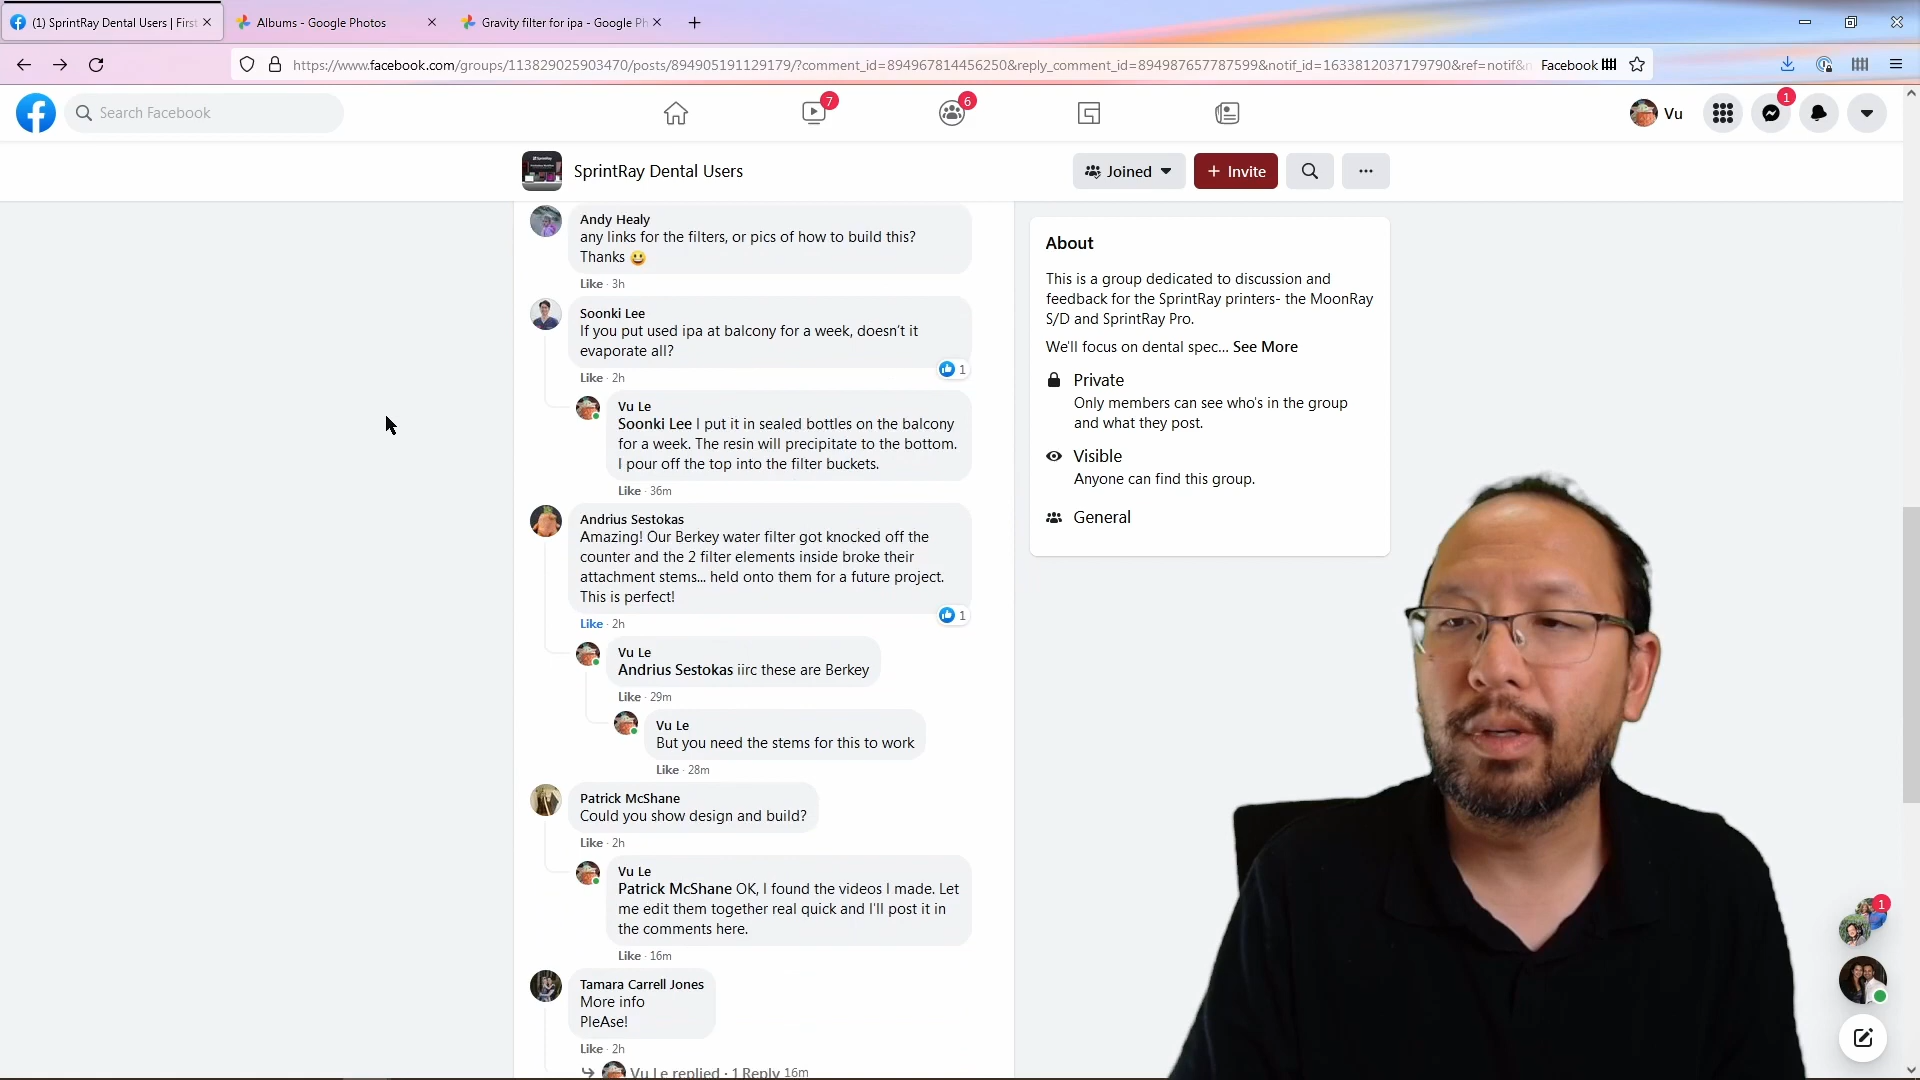 (1) SprintRay Dental Users | First
Albums - Google Photos
Gravity filter for ipa - Google Ph
https://www.facebook.com/groups/113829025903470/posts/894905191129179/?comment_id=894967814456250&reply_comment_id=894987657787599&notif_id=1633812037179790&ref=notif&n
Facebook
Search Facebook
7
6
Vu
1
SprintRay Dental Users
Joined
+ Invite
Andy Healy
any links for the filters, or pics of how to build this?
Thanks 😀
Like · 3h
Soonki Lee
If you put used ipa at balcony for a week, doesn't it
evaporate all?
1
Like · 2h
Vu Le
Soonki Lee I put it in sealed bottles on the balcony
for a week. The resin will precipitate to the bottom.
I pour off the top into the filter buckets.
Like · 36m
Andrius Sestokas
Amazing! Our Berkey water filter got knocked off the
counter and the 2 filter elements inside broke their
attachment stems... held onto them for a future project.
This is perfect!
1
Like · 2h
Vu Le
Andrius Sestokas iirc these are Berkey
Like · 29m
Vu Le
But you need the stems for this to work
Like · 28m
Patrick McShane
Could you show design and build?
Like · 2h
Vu Le
Patrick McShane OK, I found the videos I made. Let
me edit them together real quick and I'll post it in
the comments here.
Like · 16m
Tamara Carrell Jones
More info
PleAse!
Like · 2h
Vu Le replied · 1 Reply 16m
About
This is a group dedicated to discussion and
feedback for the SprintRay printers- the MoonRay
S/D and SprintRay Pro.
We'll focus on dental spec... See More
Private
Only members can see who's in the group
and what they post.
Visible
Anyone can find this group.
General
1